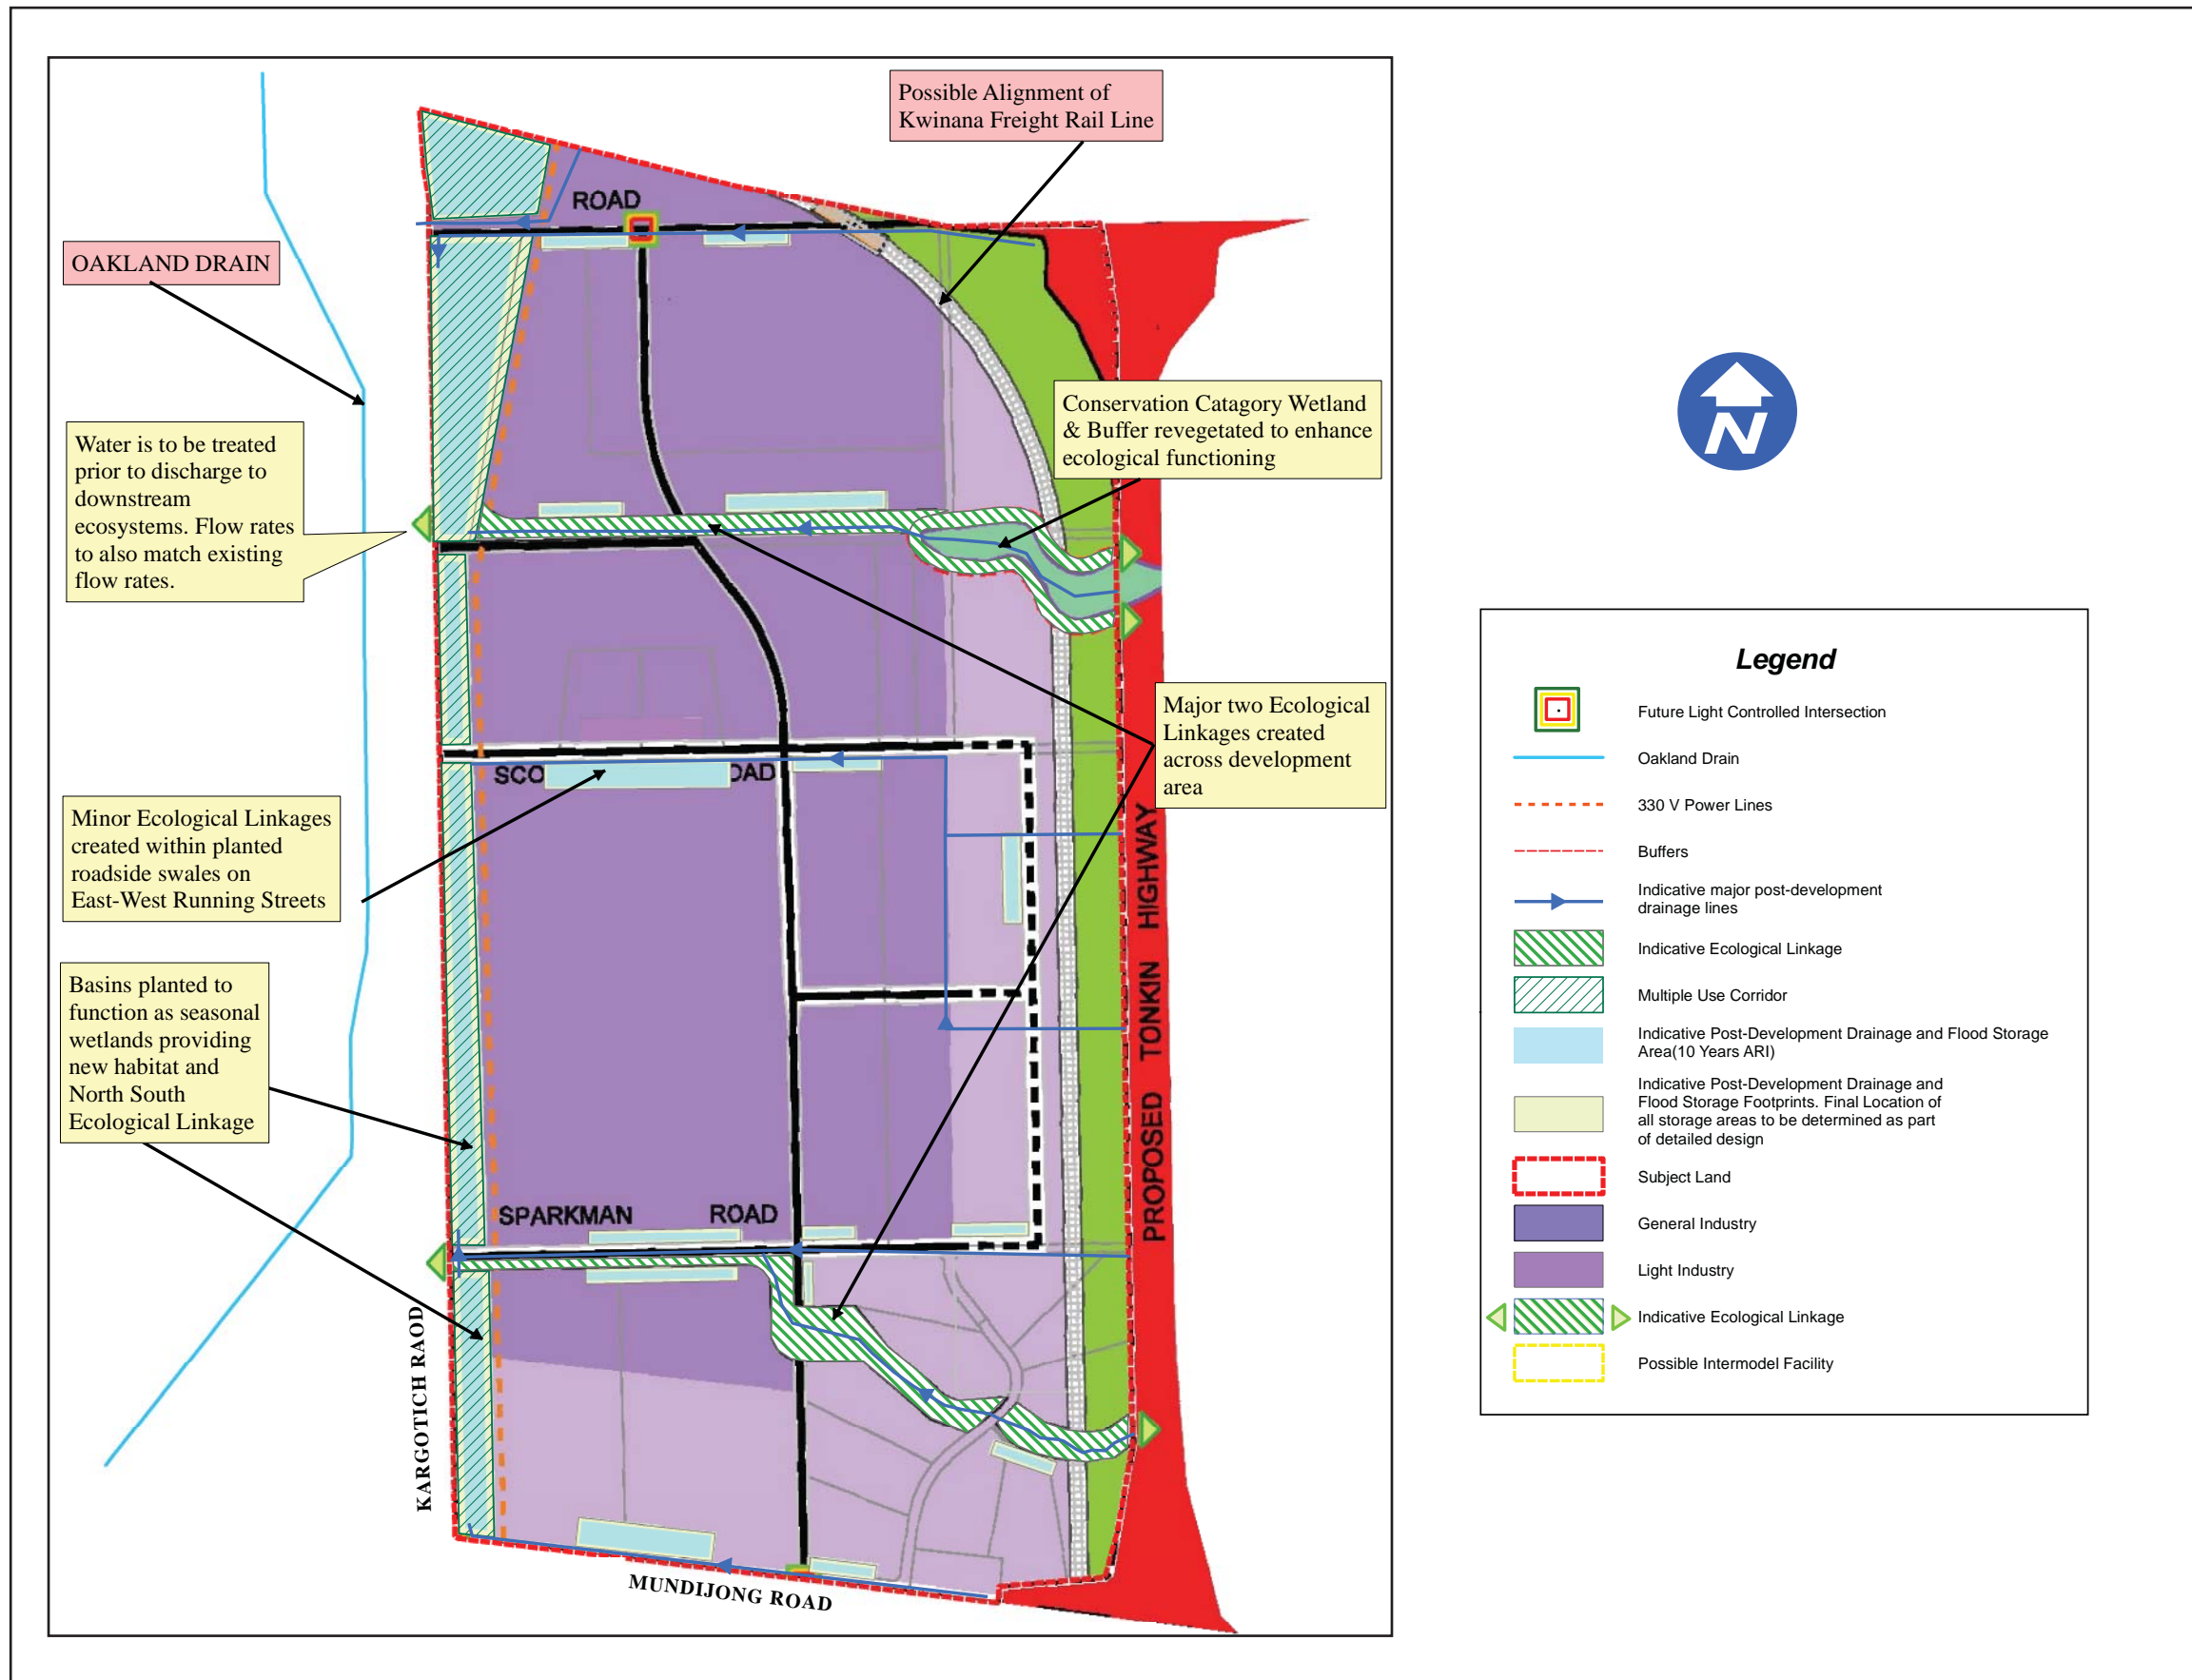 Possible Alignment of
Kwinana Freight Rail Line
ROAD
OAKLAND DRAIN
Conservation Catagory Wetland
& Buffer revegetated to enhance
ecological functioning
Water is to be treated
prior to discharge to
downstream
ecosystems. Flow rates
to also match existing
flow rates.
Major two Ecological
Linkages created
across development
area
SCO OAD
Minor Ecological Linkages
created within planted
roadside swales on
East-West Running Streets
Basins planted to
function as seasonal
wetlands providing
new habitat and
North South
Ecological Linkage
SPARKMAN ROAD
PROPOSED TONKIN HIGHWAY
KARGOTICH RAOD
MUNDIJONG ROAD
N
Legend
Future Light Controlled Intersection
Oakland Drain
330 V Power Lines
Buffers
Indicative major post-development
drainage lines
Indicative Ecological Linkage
Multiple Use Corridor
Indicative Post-Development Drainage and Flood Storage
Area(10 Years ARI)
Indicative Post-Development Drainage and
Flood Storage Footprints. Final Location of
all storage areas to be determined as part
of detailed design
Subject Land
General Industry
Light Industry
Indicative Ecological Linkage
Possible Intermodel Facility